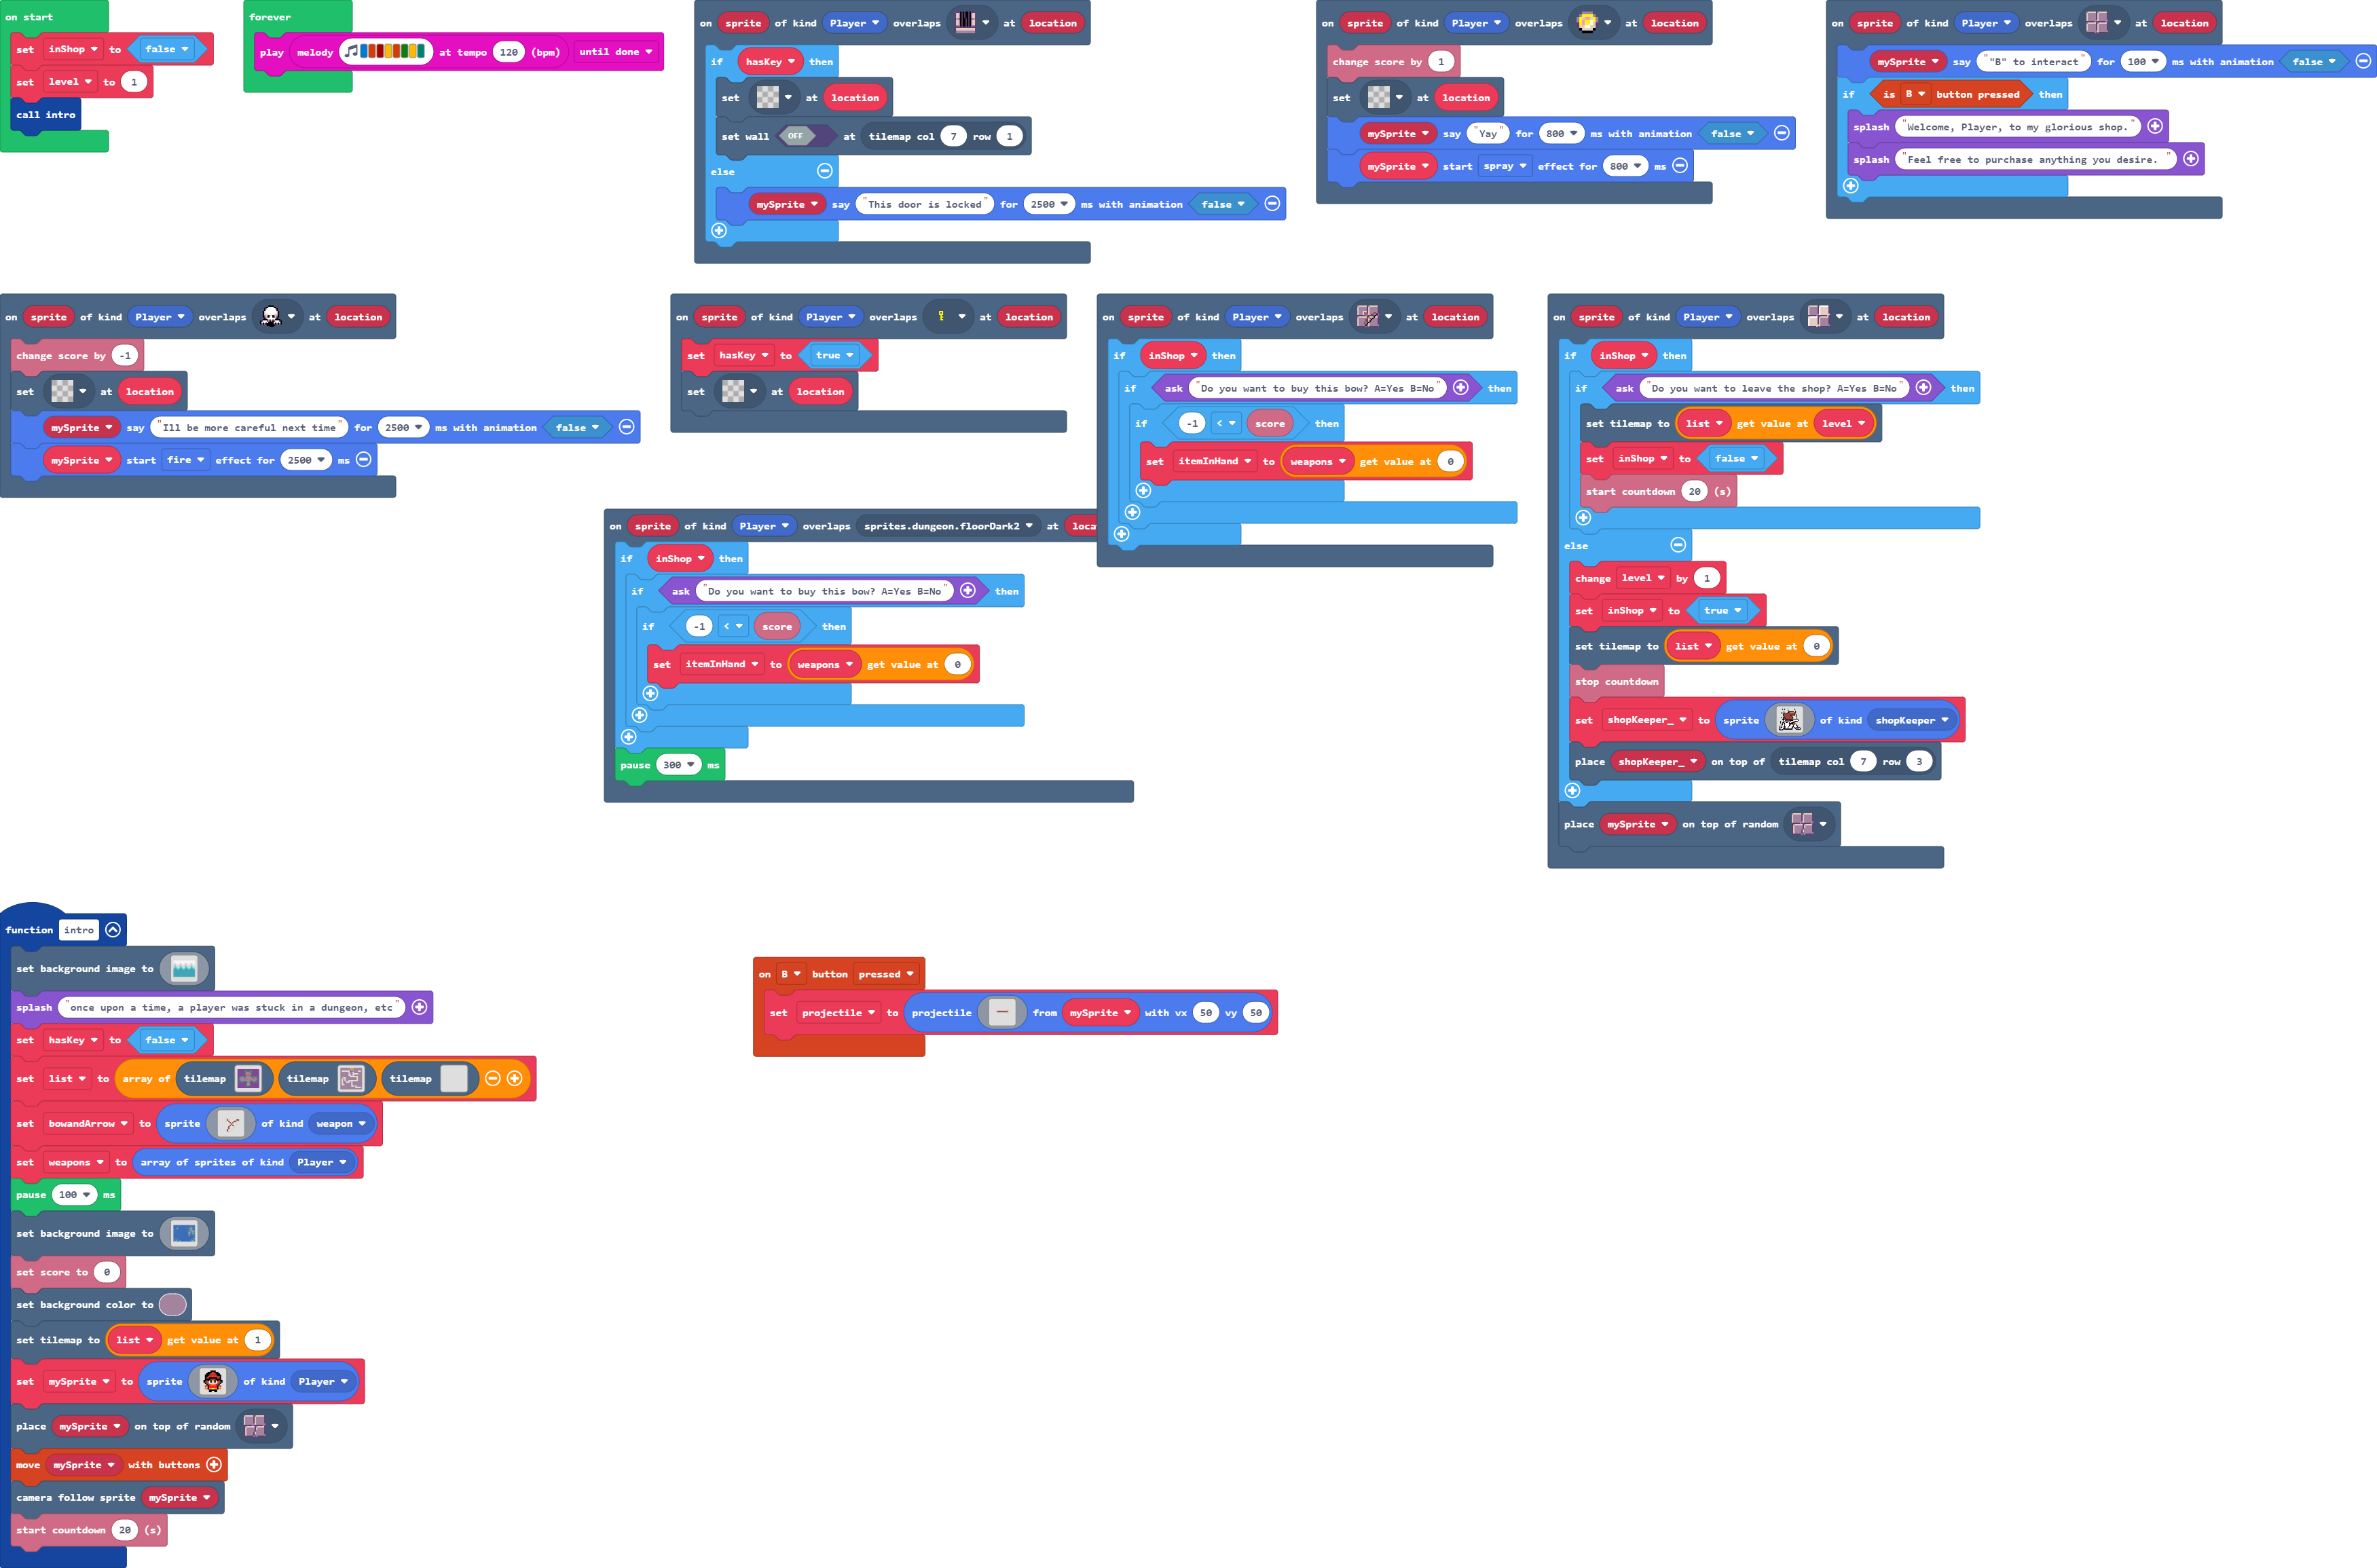 on start
set inShop to false
set level to 1
call intro
forever
play melody at tempo 120 (bpm) until done
on sprite of kind Player overlaps at location
if hasKey then
set at location
set wall OFF at tilemap col 7 row 1
else
mySprite say "This door is locked" for 2500 ms with animation false
on sprite of kind Player overlaps at location
change score by 1
set at location
mySprite say "Yay" for 800 ms with animation false
mySprite start spray effect for 800 ms
on sprite of kind Player overlaps at location
mySprite say ""B" to interact" for 100 ms with animation false
if is B button pressed then
splash "Welcome, Player, to my glorious shop."
splash "Feel free to purchase anything you desire. "
on sprite of kind Player overlaps at location
change score by -1
set at location
mySprite say "Ill be more careful next time" for 2500 ms with animation false
mySprite start fire effect for 2500 ms
on sprite of kind Player overlaps at location
set hasKey to true
set at location
on sprite of kind Player overlaps at location
if inShop then
if ask "Do you want to buy this bow? A=Yes B=No" then
if -1 < score then
set itemInHand to weapons get value at 0
on sprite of kind Player overlaps at location
if inShop then
if ask "Do you want to leave the shop? A=Yes B=No" then
set tilemap to list get value at level
set inShop to false
start countdown 20 (s)
else
change level by 1
set inShop to true
set tilemap to list get value at 0
stop countdown
set shopKeeper_ to sprite of kind shopKeeper
place shopKeeper_ on top of tilemap col 7 row 3
place mySprite on top of random
on sprite of kind Player overlaps sprites.dungeon.floorDark2 at loca
if inShop then
if ask "Do you want to buy this bow? A=Yes B=No" then
if -1 < score then
set itemInHand to weapons get value at 0
pause 300 ms
function intro
set background image to
splash "once upon a time, a player was stuck in a dungeon, etc"
set hasKey to false
set list to array of tilemap tilemap tilemap
set bowandArrow to sprite of kind weapon
set weapons to array of sprites of kind Player
pause 100 ms
set background image to
set score to 0
set background color to
set tilemap to list get value at 1
set mySprite to sprite of kind Player
place mySprite on top of random
move mySprite with buttons
camera follow sprite mySprite
start countdown 20 (s)
on B button pressed
set projectile to projectile from mySprite with vx 50 vy 50